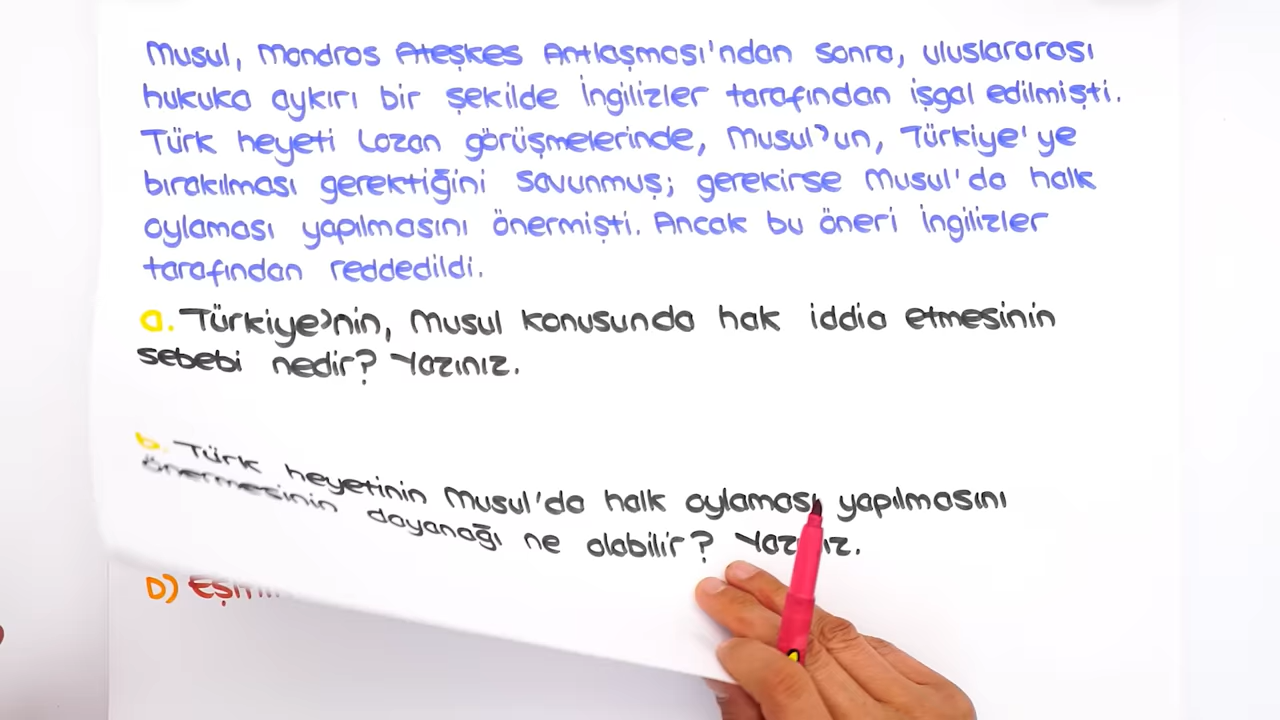 Musul, Mondros Ateşkes Antlaşması'ndan sonra, uluslararası
hukuka aykırı bir şekilde İngilizler tarafından işgal edilmişti.
Türk heyeti Lozan görüşmelerinde, Musul'un, Türkiye'ye
bırakılması gerektiğini savunmuş; gerekirse Musul'da halk
oylaması yapılmasını önermişti. Ancak bu öneri İngilizler
tarafından reddedildi.
a. Türkiye'nin, Musul konusunda hak iddia etmesinin
sebebi nedir? Yazınız.
b. Türk heyetinin Musul'da halk oylaması yapılmasını
önermesinin dayanağı ne olabilir? Yazınız.
D)